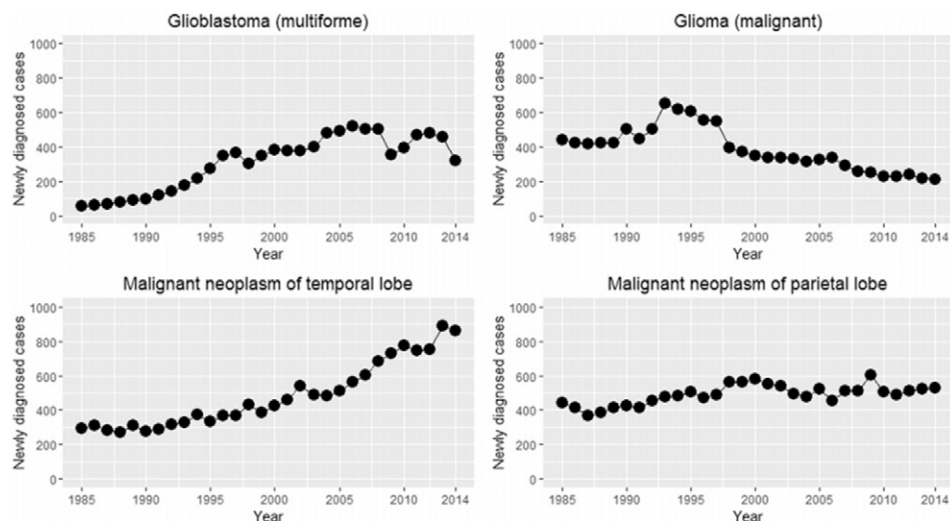 Glioblastoma (multiforme)
Newly diagnosed cases
1000
800
600
400
200
0
1985 1990 1995 2000 2005 2010 2014
Year
Glioma (malignant)
Newly diagnosed cases
1000
800
600
400
200
0
1985 1990 1995 2000 2005 2010 2014
Year
Malignant neoplasm of temporal lobe
Newly diagnosed cases
1000
800
600
400
200
0
1985 1990 1995 2000 2005 2010 2014
Year
Malignant neoplasm of parietal lobe
Newly diagnosed cases
1000
800
600
400
200
0
1985 1990 1995 2000 2005 2010 2014
Year